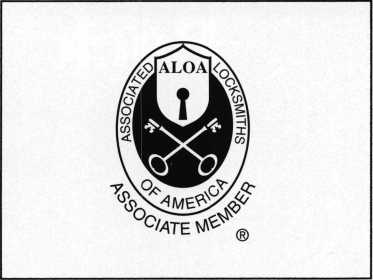 ALOA
ASSOCIATED LOCKSMITHS
OF AMERICA
ASSOCIATE MEMBER
®